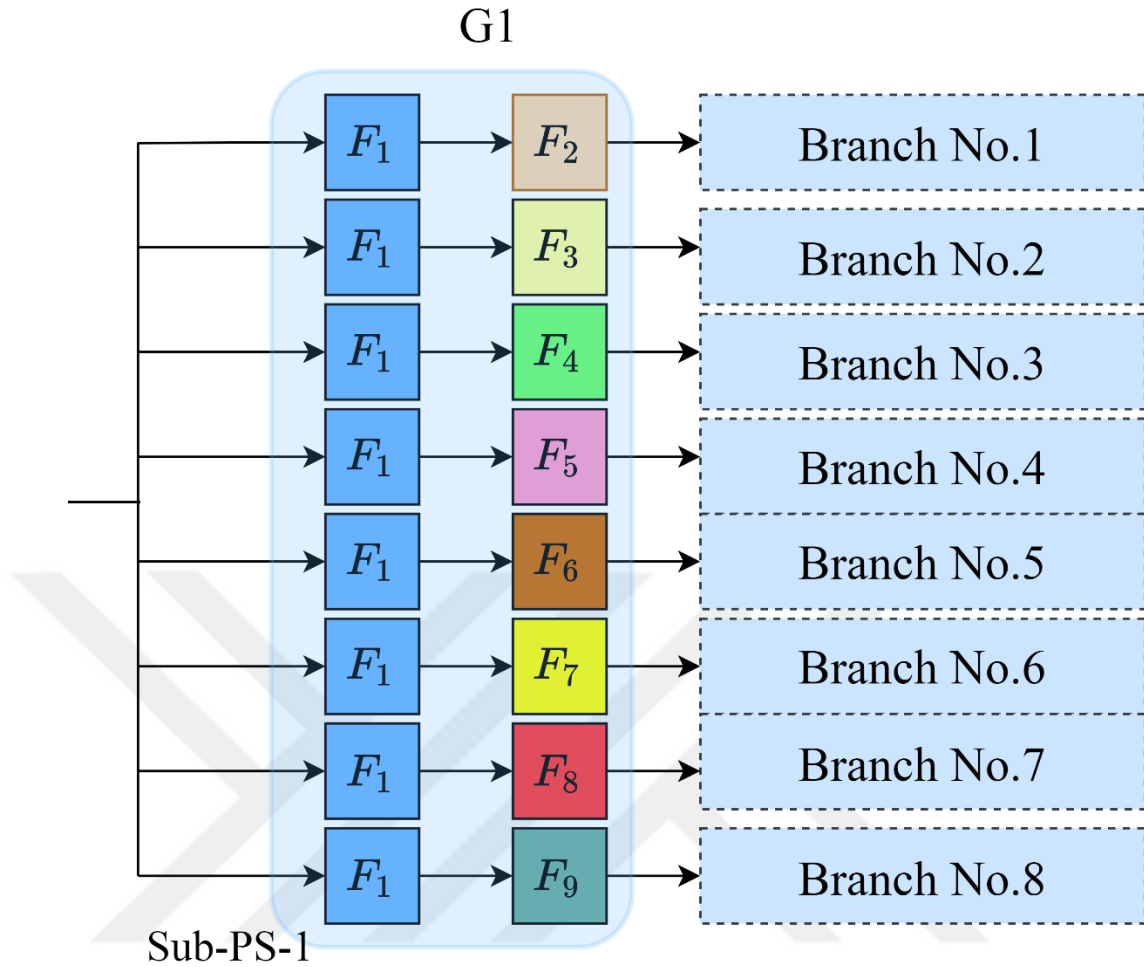 G1
F₁ F₂ Branch No.1
F₁ F₃ Branch No.2
F₁ F₄ Branch No.3
F₁ F₅ Branch No.4
F₁ F₆ Branch No.5
F₁ F₇ Branch No.6
F₁ F₈ Branch No.7
F₁ F₉ Branch No.8
Sub-PS-1